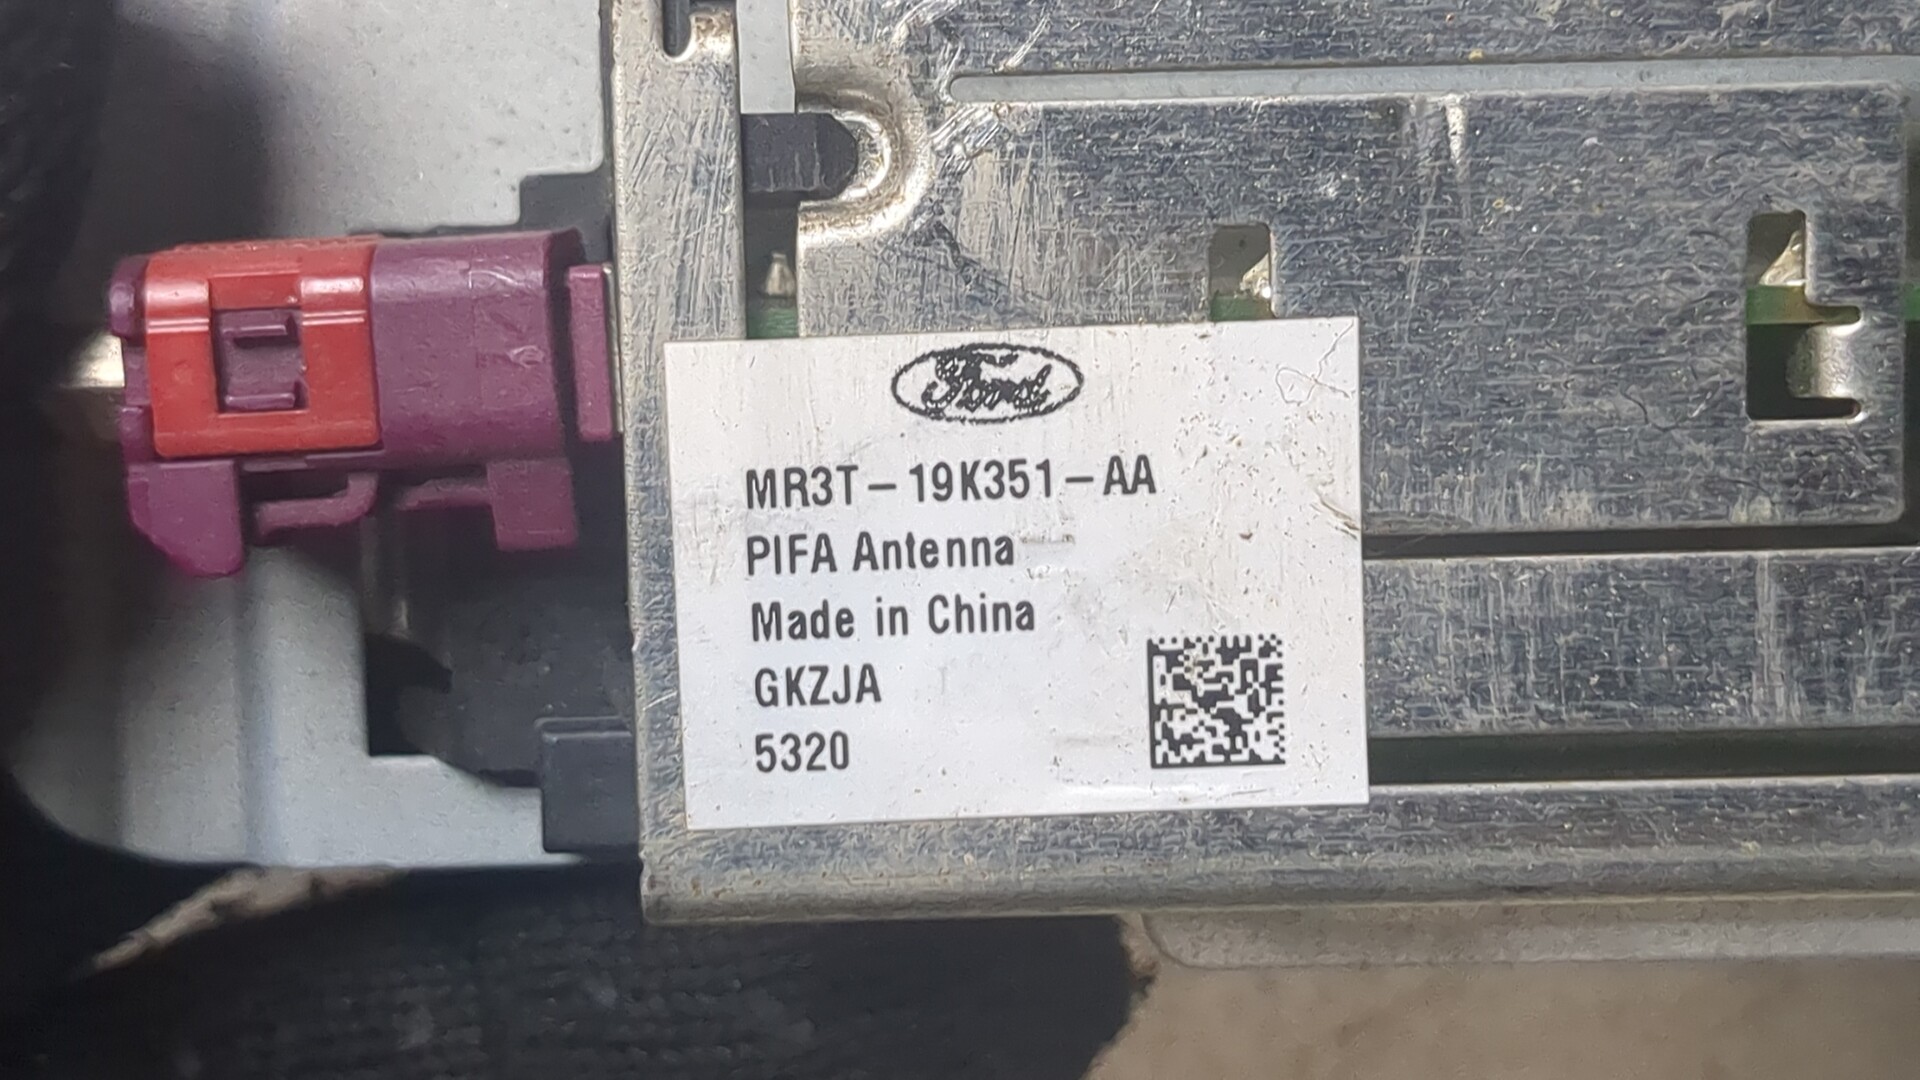 Ford
MR3T-19K351-AA
PIFA Antenna
Made in China
GKZJA
5320